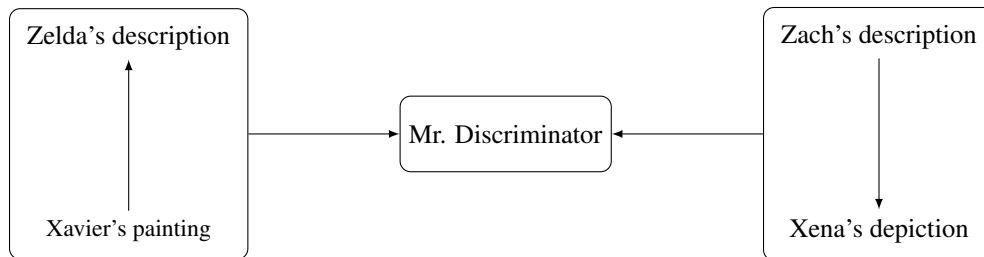 Zelda's description
Zach's description
Mr. Discriminator
Xavier's painting
Xena's depiction